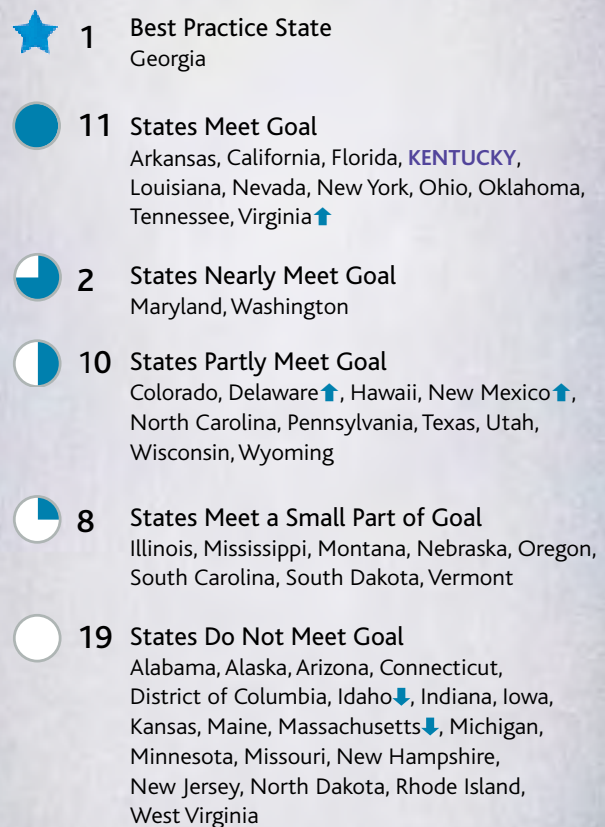 1 Best Practice State
Georgia
11 States Meet Goal
Arkansas, California, Florida, KENTUCKY,
Louisiana, Nevada, New York, Ohio, Oklahoma,
Tennessee, Virginia⬆
2 States Nearly Meet Goal
Maryland, Washington
10 States Partly Meet Goal
Colorado, Delaware⬆, Hawaii, New Mexico⬆,
North Carolina, Pennsylvania, Texas, Utah,
Wisconsin, Wyoming
8 States Meet a Small Part of Goal
Illinois, Mississippi, Montana, Nebraska, Oregon,
South Carolina, South Dakota, Vermont
19 States Do Not Meet Goal
Alabama, Alaska, Arizona, Connecticut,
District of Columbia, Idaho⬇, Indiana, Iowa,
Kansas, Maine, Massachusetts⬇, Michigan,
Minnesota, Missouri, New Hampshire,
New Jersey, North Dakota, Rhode Island,
West Virginia